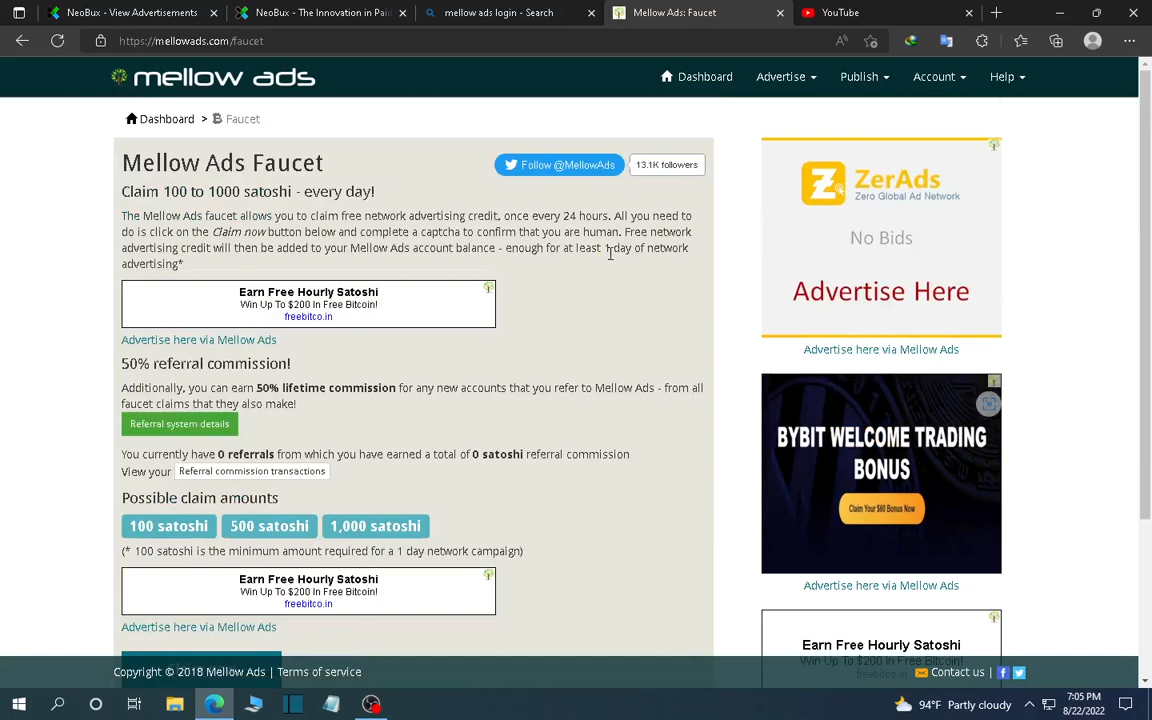 NeoBux - View Advertisements
NeoBux - The Innovation in Paid
mellow ads login - Search
Mellow Ads: Faucet
YouTube
https://mellowads.com/faucet
mellow ads
Dashboard
Advertise
Publish
Account
Help
Dashboard > Faucet
Mellow Ads Faucet
Follow @MellowAds
13.1K followers
Claim 100 to 1000 satoshi - every day!
The Mellow Ads faucet allows you to claim free network advertising credit, once every 24 hours. All you need to
do is click on the Claim now button below and complete a captcha to confirm that you are human. Free network
advertising credit will then be added to your Mellow Ads account balance - enough for at least 1 day of network
advertising*
Earn Free Hourly Satoshi
Win Up To $200 In Free Bitcoin!
freebitco.in
Advertise here via Mellow Ads
50% referral commission!
Additionally, you can earn 50% lifetime commission for any new accounts that you refer to Mellow Ads - from all
faucet claims that they also make!
Referral system details
You currently have 0 referrals from which you have earned a total of 0 satoshi referral commission
View your Referral commission transactions
Possible claim amounts
100 satoshi
500 satoshi
1,000 satoshi
(* 100 satoshi is the minimum amount required for a 1 day network campaign)
Earn Free Hourly Satoshi
Win Up To $200 In Free Bitcoin!
freebitco.in
Advertise here via Mellow Ads
ZerAds
Zero Global Ad Network
No Bids
Advertise Here
Advertise here via Mellow Ads
BYBIT WELCOME TRADING
BONUS
Claim Your $60 Bonus Now
Advertise here via Mellow Ads
Earn Free Hourly Satoshi
Win Up To $200 In Free Bitcoin!
freebitco.in
Copyright © 2018 Mellow Ads | Terms of service
Contact us |
94°F Partly cloudy
7:05 PM
8/22/2022